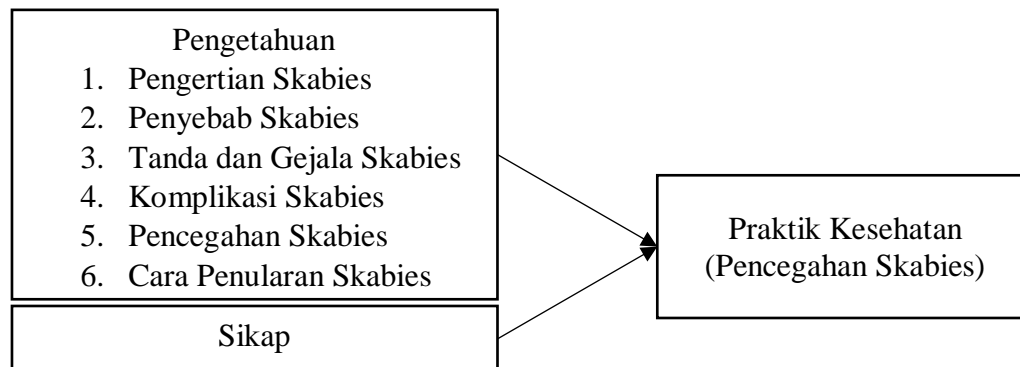 Pengetahuan
1. Pengertian Skabies
2. Penyebab Skabies
3. Tanda dan Gejala Skabies
4. Komplikasi Skabies
5. Pencegahan Skabies
6. Cara Penularan Skabies
Sikap
Praktik Kesehatan
(Pencegahan Skabies)